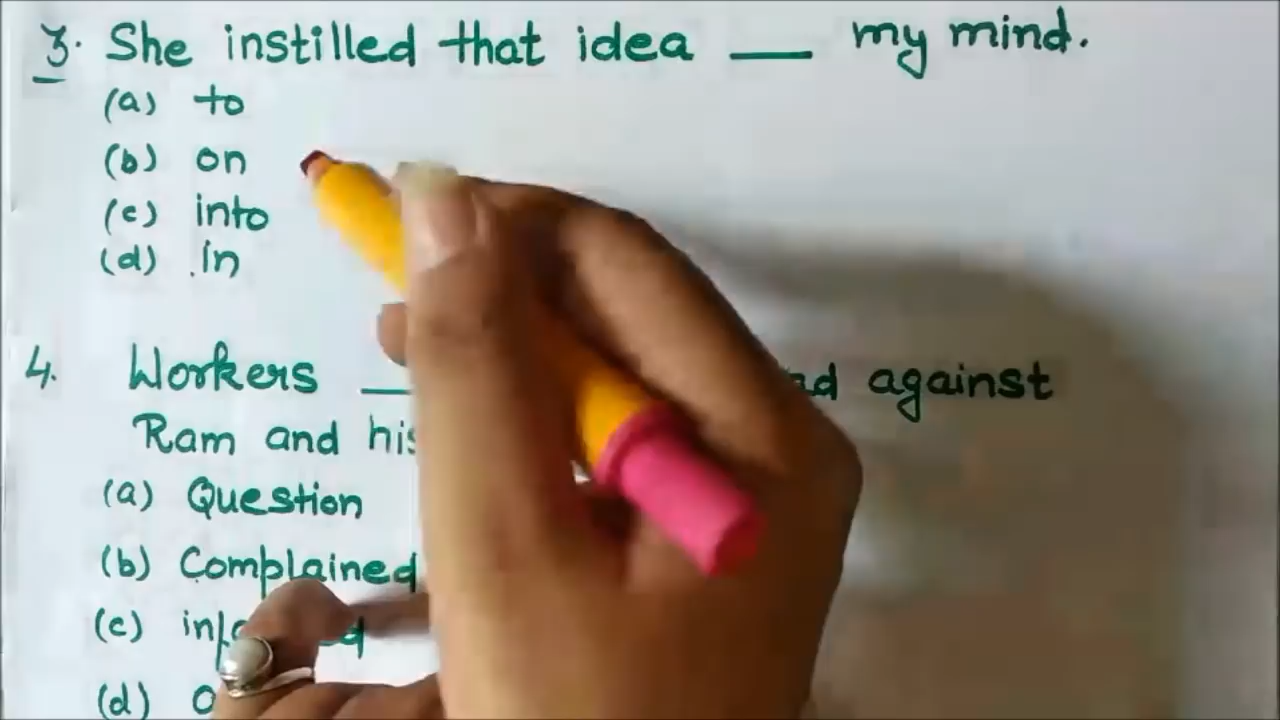 3. She instilled that idea ___ my mind.
(a) to
(b) on
(c) into
(d) in
4. Workers ___ against
Ram and his
(a) Question
(b) Complained
(c)
(d)